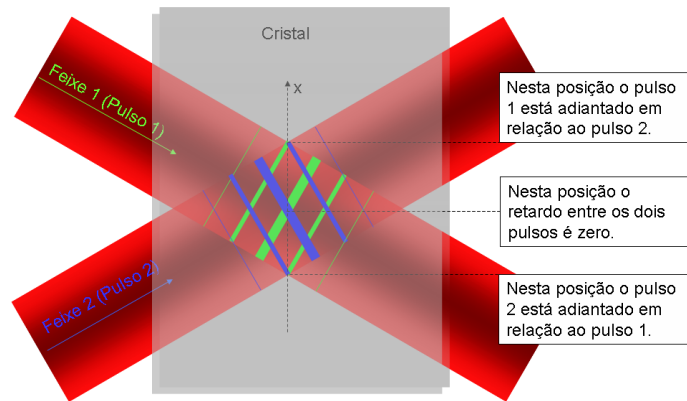 Cristal
x
Feixe 1 (Pulso 1)
Nesta posição o pulso
1 está adiantado em
relação ao pulso 2.
Nesta posição o
retardo entre os dois
pulsos é zero.
Feixe 2 (Pulso 2)
Nesta posição o pulso
2 está adiantado em
relação ao pulso 1.